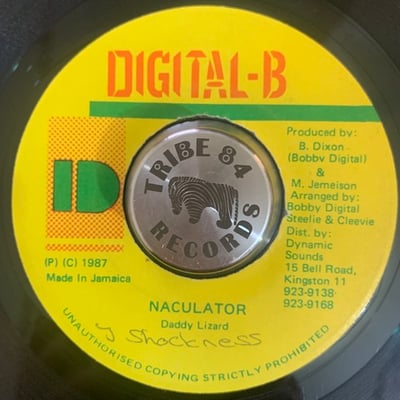 DIGITAL-B
Produced by:
B. Dixon
(Bobby Digital)
&
M. Jemeison
Arranged by:
Bobby Digital
Steelie & Cleevie
Dist. by:
Dynamic
Sounds
15 Bell Road,
Kingston 11
923-9138
923-9168
D
TRIBE 84
RECORDS
(P) (C) 1987
Made In Jamaica
NACULATOR
Daddy Lizard
Shockness
UNAUTHORISED COPYING STRICTLY PROHIBITED